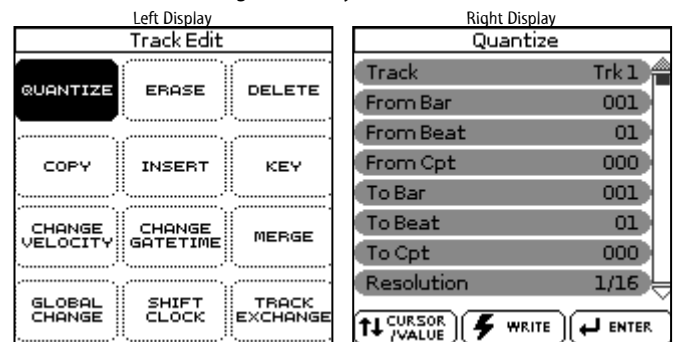 Left Display
Track Edit
QUANTIZE ERASE DELETE
COPY INSERT KEY
CHANGE VELOCITY CHANGE GATETIME MERGE
GLOBAL CHANGE SHIFT CLOCK TRACK EXCHANGE
Right Display
Quantize
Track Trk 1
From Bar 001
From Beat 01
From Cpt 000
To Bar 001
To Beat 01
To Cpt 000
Resolution 1/16
CURSOR /VALUE WRITE ENTER